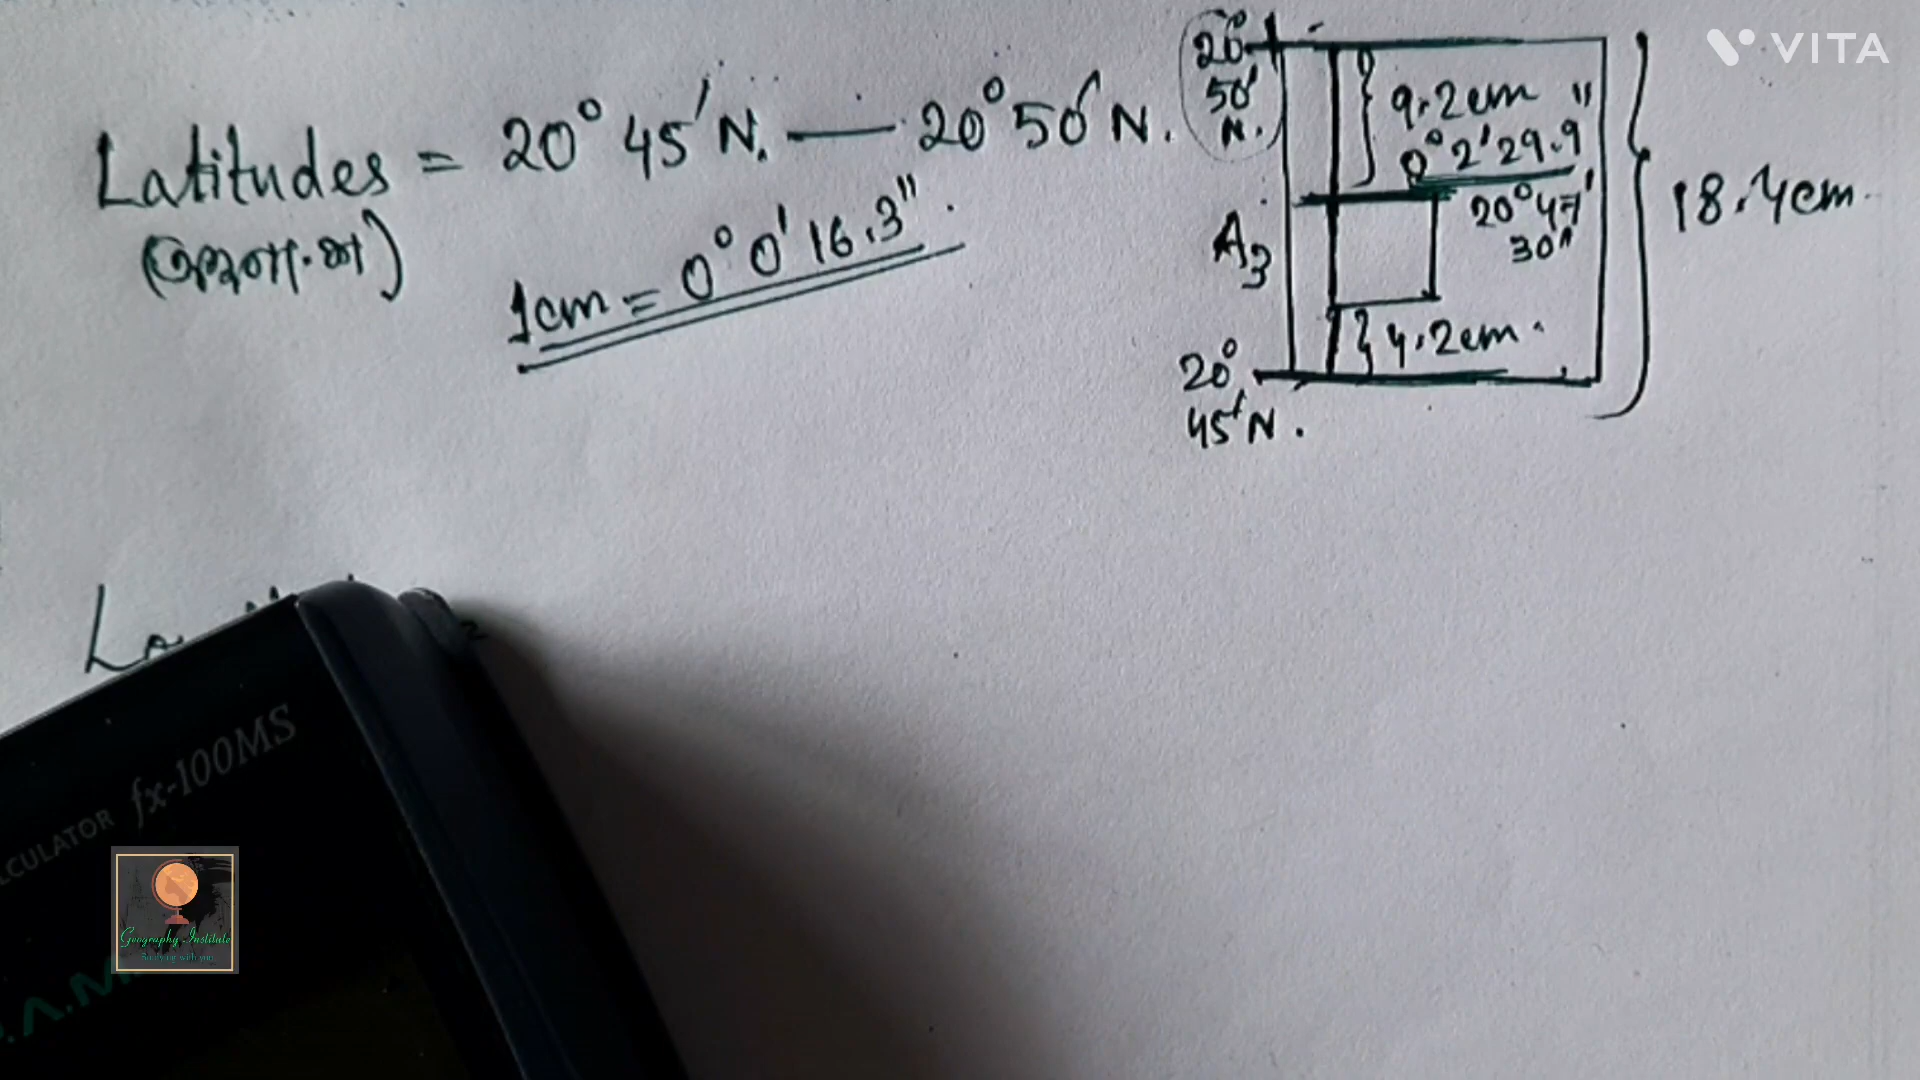 Latitudes = 20° 45' N. — 20° 50' N.
1cm = 0° 0' 16.3".
20°
50'
N.
9.2cm
0° 2' 29.9"
20° 47'
30"
A3
4.2cm.
20°
45' N.
18.4cm.
VITA
CULATOR fx-100MS
Geography Institute